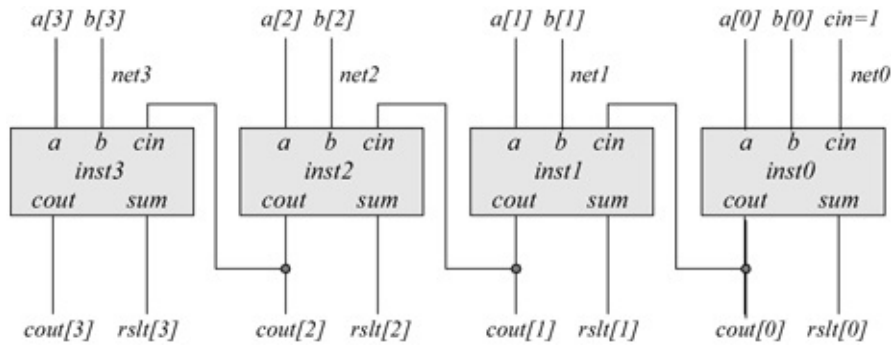 a[3] b[3] a[2] b[2] a[1] b[1] a[0] b[0] cin=1
net3 net2 net1 net0
a b cin a b cin a b cin a b cin
inst3 inst2 inst1 inst0
cout sum cout sum cout sum cout sum
cout[3] rslt[3] cout[2] rslt[2] cout[1] rslt[1] cout[0] rslt[0]